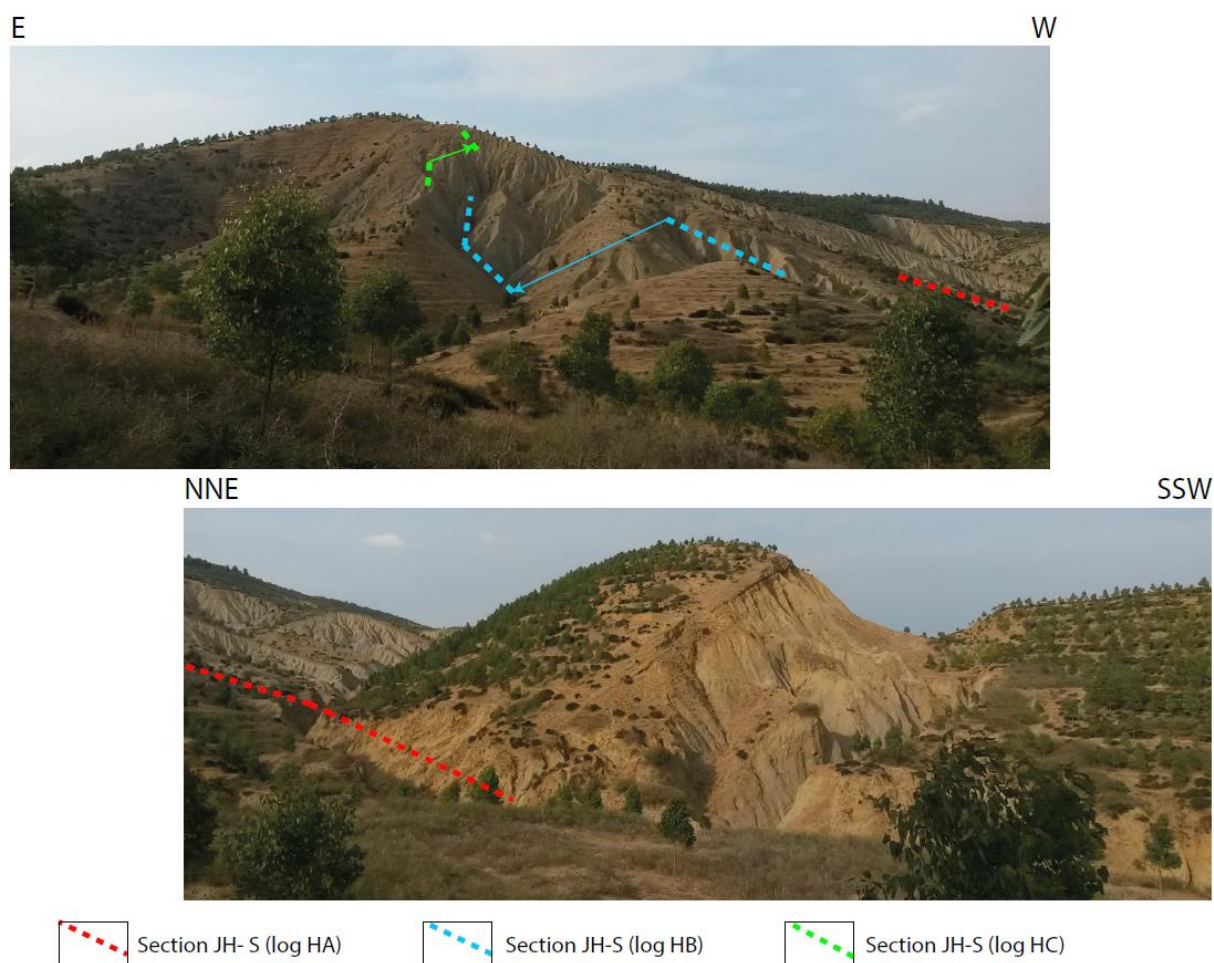 E W
NNE SSW
Section JH- S (log HA) Section JH-S (log HB) Section JH-S (log HC)